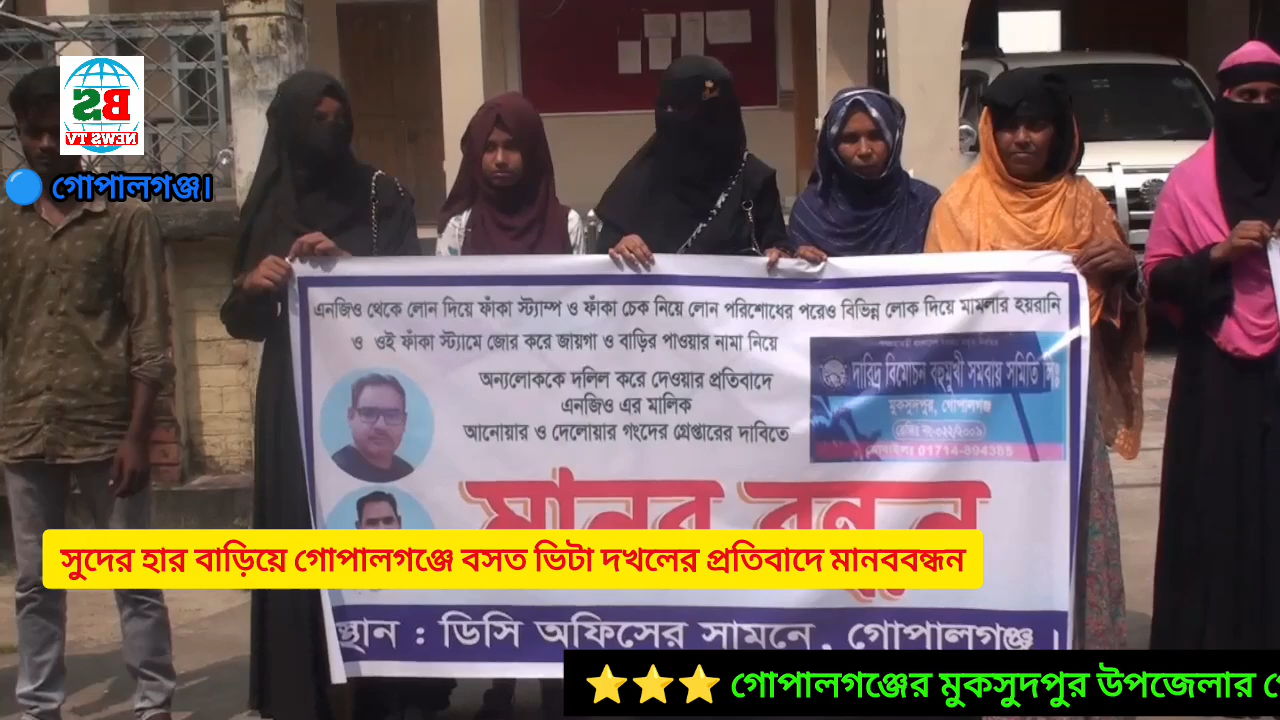 BS
NEWS TV
গোপালগঞ্জ।
এনজিও থেকে লোন দিয়ে ফাঁকা স্ট্যাম্প ও ফাঁকা চেক নিয়ে লোন পরিশোধের পরেও বিভিন্ন লোক দিয়ে মামলার হয়রানি
ও ওই ফাঁকা স্ট্যামে জোর করে জায়গা ও বাড়ির পাওয়ার নামা নিয়ে
অন্যলোককে দলিল করে দেওয়ার প্রতিবাদে
এনজিও এর মালিক
আনোয়ার ও দেলোয়ার গংদের গ্রেপ্তারের দাবিতে
দারিদ্র বিমোচন বহুমুখী সমবায় সমিতি লিঃ
মুকসুদপুর, গোপালগঞ্জ
রেজিঃ নং-৩২২/২০০৯
মানব বন্ধন
সুদের হার বাড়িয়ে গোপালগঞ্জে বসত ভিটা দখলের প্রতিবাদে মানববন্ধন
স্থান : ডিসি অফিসের সামনে, গোপালগঞ্জ।
⭐⭐⭐ গোপালগঞ্জের মুকসুদপুর উপজেলার